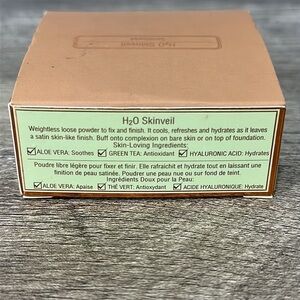 H₂O Skinveil
H₂O Skinveil
Weightless loose powder to fix and finish. It cools, refreshes and hydrates as it leaves
a satin skin-like finish. Buff onto complexion on bare skin or on top of foundation.
Skin-Loving Ingredients:
☑ALOE VERA: Soothes ☑ GREEN TEA: Antioxidant ☑ HYALURONIC ACID: Hydrates
Poudre libre légère pour fixer et finir. Elle rafraîchit et hydrate tout en laissant une
finition de peau satinée. Poudrer une peau nue ou sur fond de teint.
Ingrédients Doux pour la Peau:
☑ALOE VERA: Apaise ☑ THÉ VERT: Antioxydant ☑ ACIDE HYALURONIQUE: Hydrate